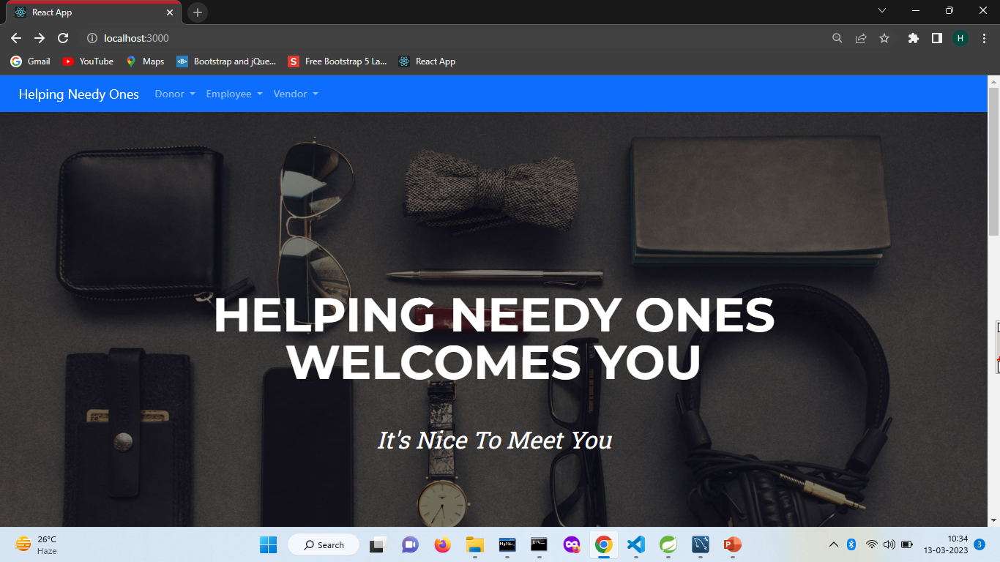 React App
localhost:3000
H
Gmail
YouTube
Maps
<B>
Bootstrap and jQue...
S
Free Bootstrap 5 La...
React App
Helping Needy Ones
Donor
Employee
Vendor
HELPING NEEDY ONES
WELCOMES YOU
It's Nice To Meet You
26°C
Haze
Search
10:34
13-03-2023
3